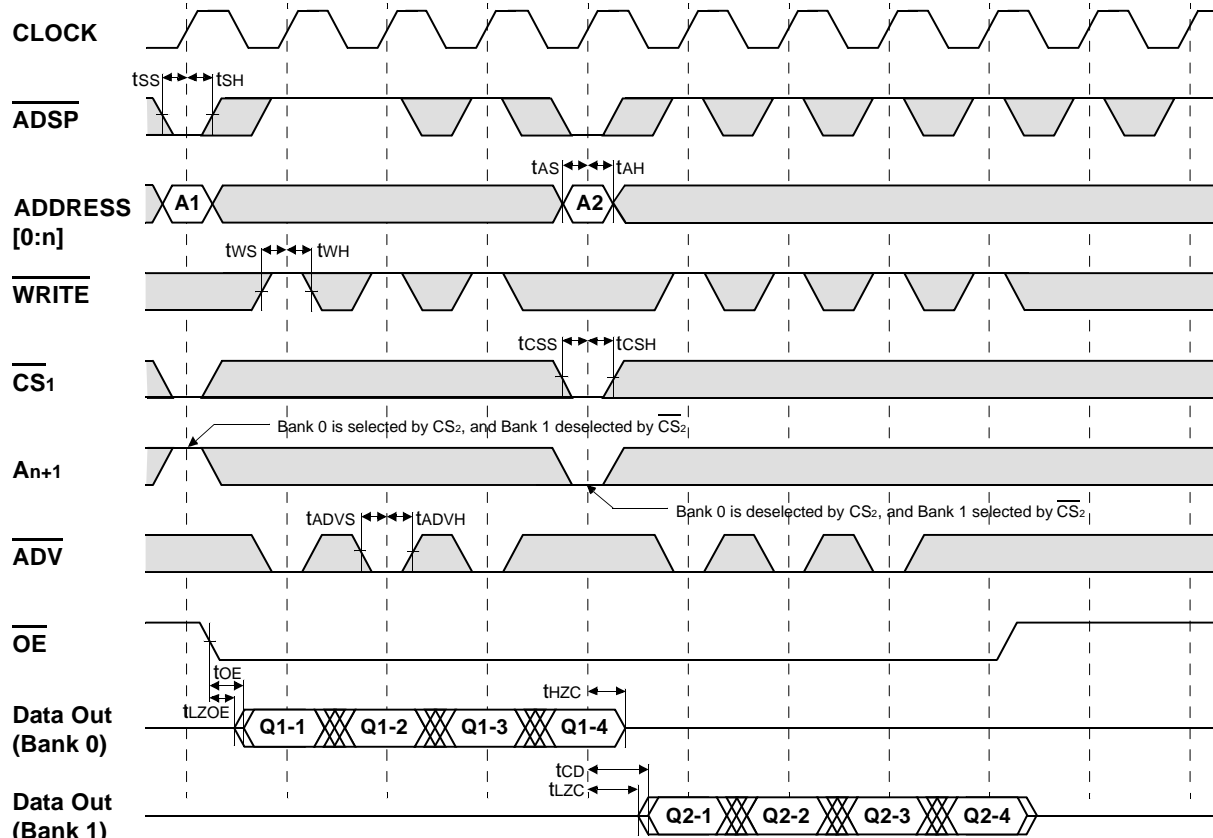 CLOCK
tSS tSH
ADSP
tAS tAH
ADDRESS
[0:n]
A1 A2
tWS tWH
WRITE
tCSS tCSH
CS1
Bank 0 is selected by CS2, and Bank 1 deselected by CS2
An+1
Bank 0 is deselected by CS2, and Bank 1 selected by CS2
tADVS tADVH
ADV
OE
tOE
tLZOE
tHZC
Data Out
(Bank 0)
Q1-1 Q1-2 Q1-3 Q1-4
tCD
tLZC
Data Out
(Bank 1)
Q2-1 Q2-2 Q2-3 Q2-4